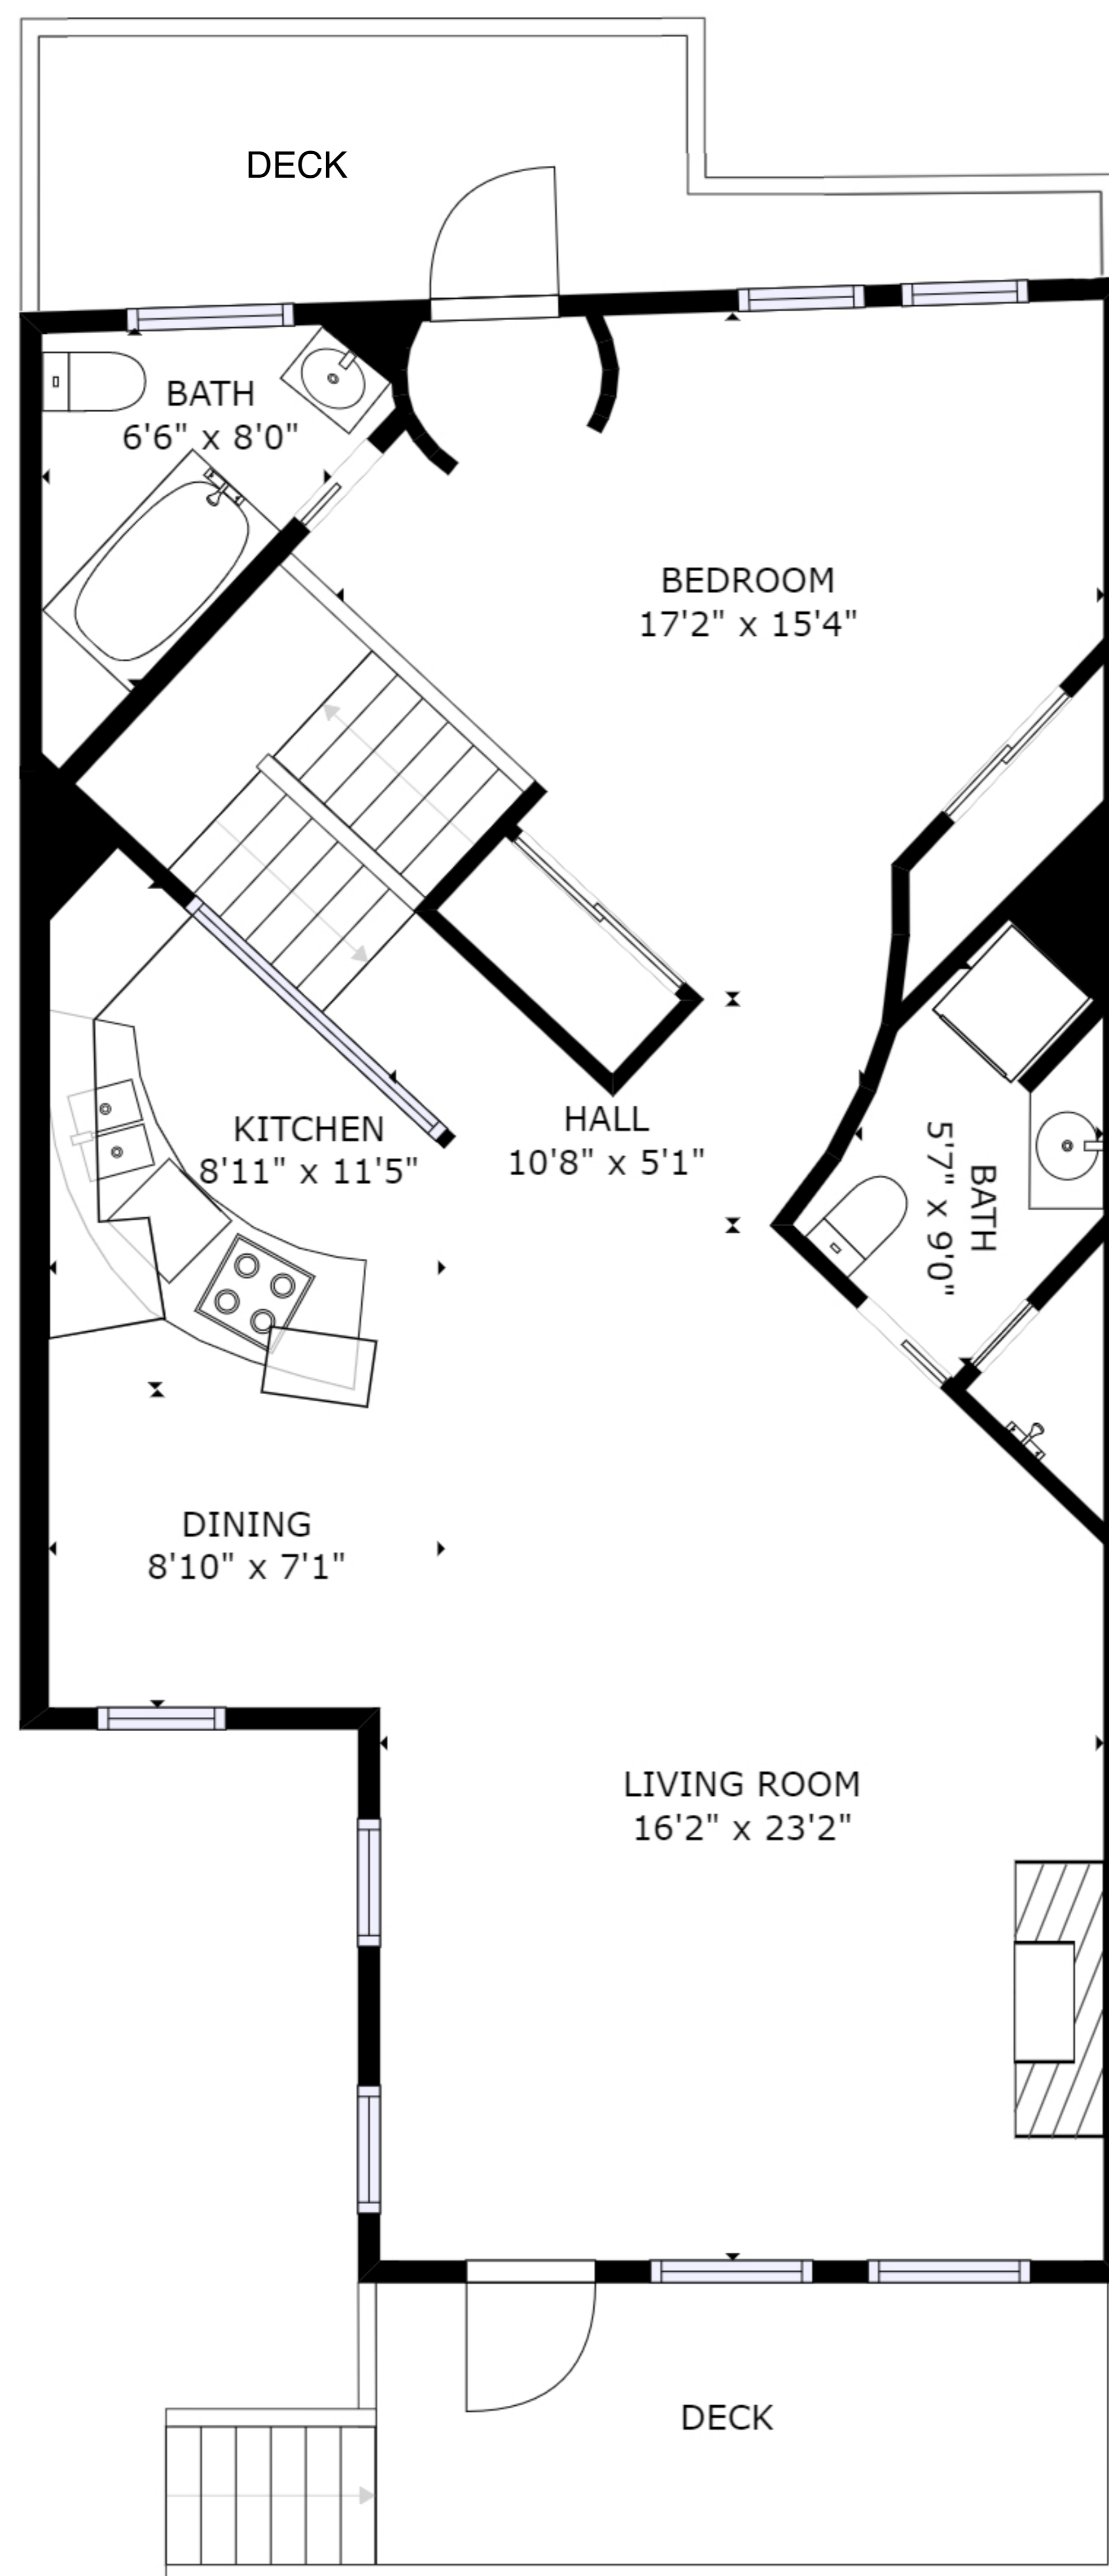 DECK
BATH
6'6" x 8'0"
BEDROOM
17'2" x 15'4"
KITCHEN
8'11" x 11'5"
HALL
10'8" x 5'1"
BATH
5'7" x 9'0"
DINING
8'10" x 7'1"
LIVING ROOM
16'2" x 23'2"
DECK